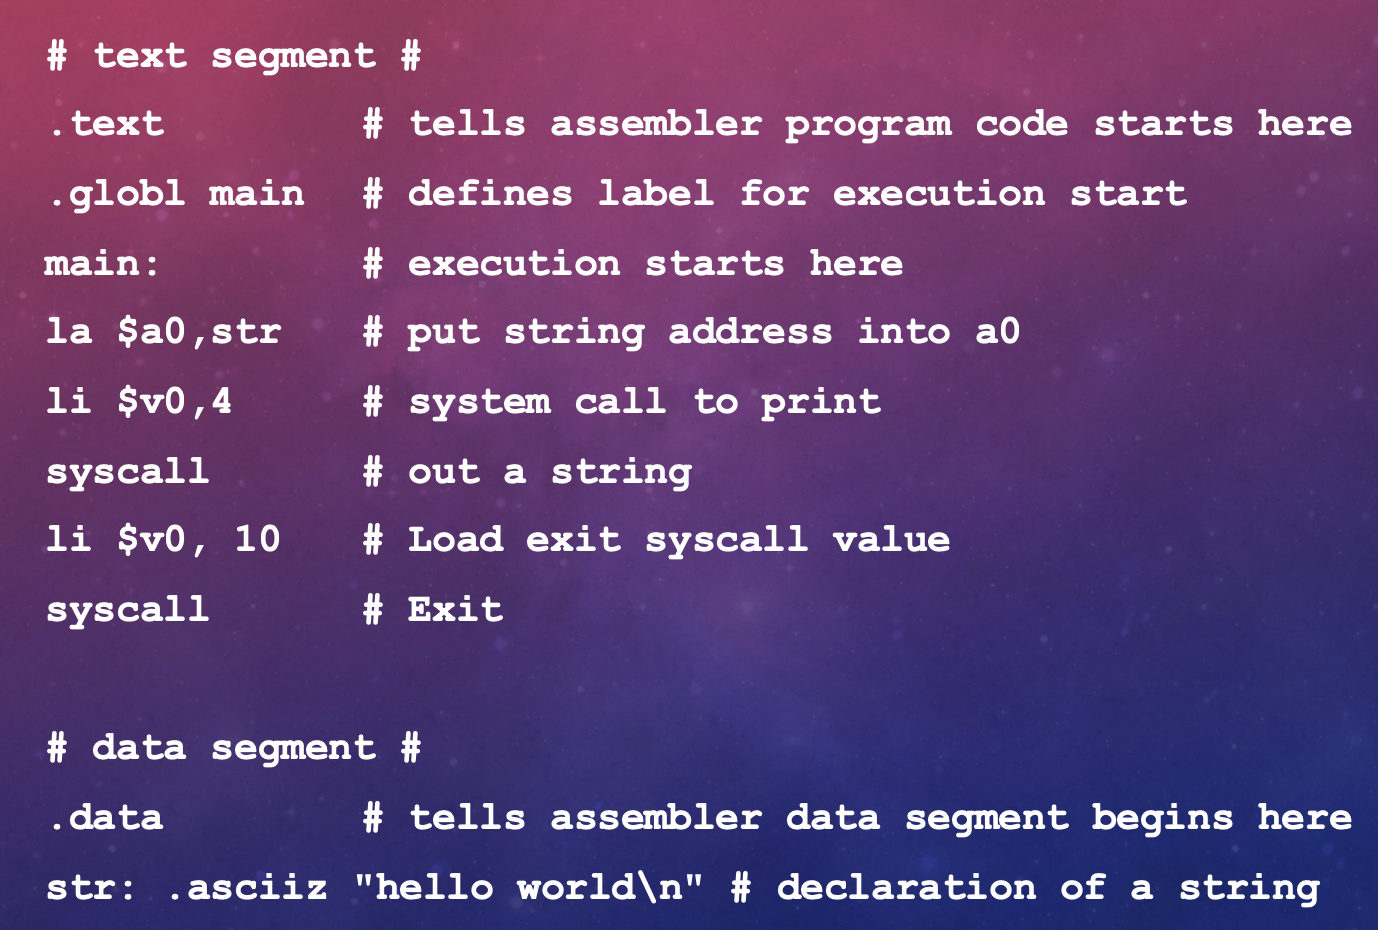 # text segment #
.text # tells assembler program code starts here
.globl main # defines label for execution start
main: # execution starts here
la $a0,str # put string address into a0
li $v0,4 # system call to print
syscall # out a string
li $v0, 10 # Load exit syscall value
syscall # Exit
# data segment #
.data # tells assembler data segment begins here
str: .asciiz "hello world\n" # declaration of a string